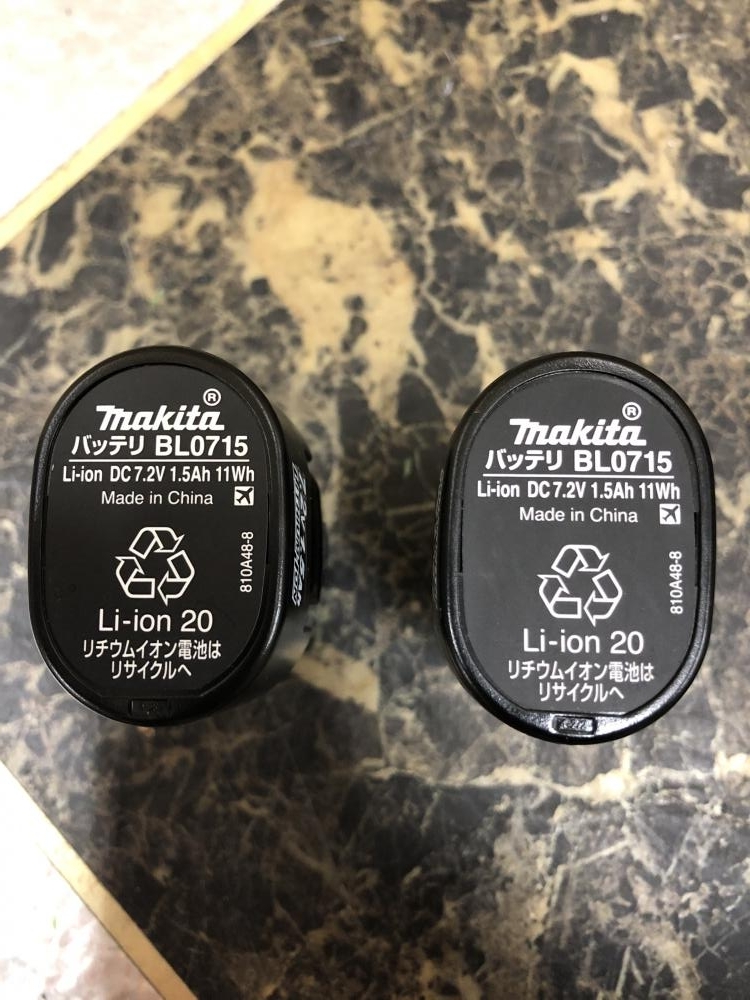 makita®
バッテリ BL0715
Li-ion DC 7.2V 1.5Ah 11Wh
Made in China
810A48-8
Li-ion 20
リチウムイオン電池は
リサイクルへ
makita®
バッテリ BL0715
Li-ion DC 7.2V 1.5Ah 11Wh
Made in China
810A48-8
Li-ion 20
リチウムイオン電池は
リサイクルへ